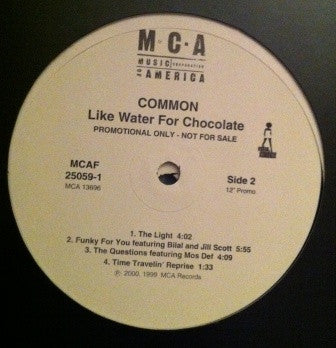 M·C·A
MUSIC CORPORATION
OF AMERICA
COMMON
Like Water For Chocolate
PROMOTIONAL ONLY - NOT FOR SALE
MCAF
25059-1
MCA 13696
Side 2
12" Promo
1. The Light 4:02
2. Funky For You featuring Bilal and Jill Scott 5:55
3. The Questions featuring Mos Def 4:09
4. Time Travelin' Reprise 1:33
℗ 2000, 1999 MCA Records